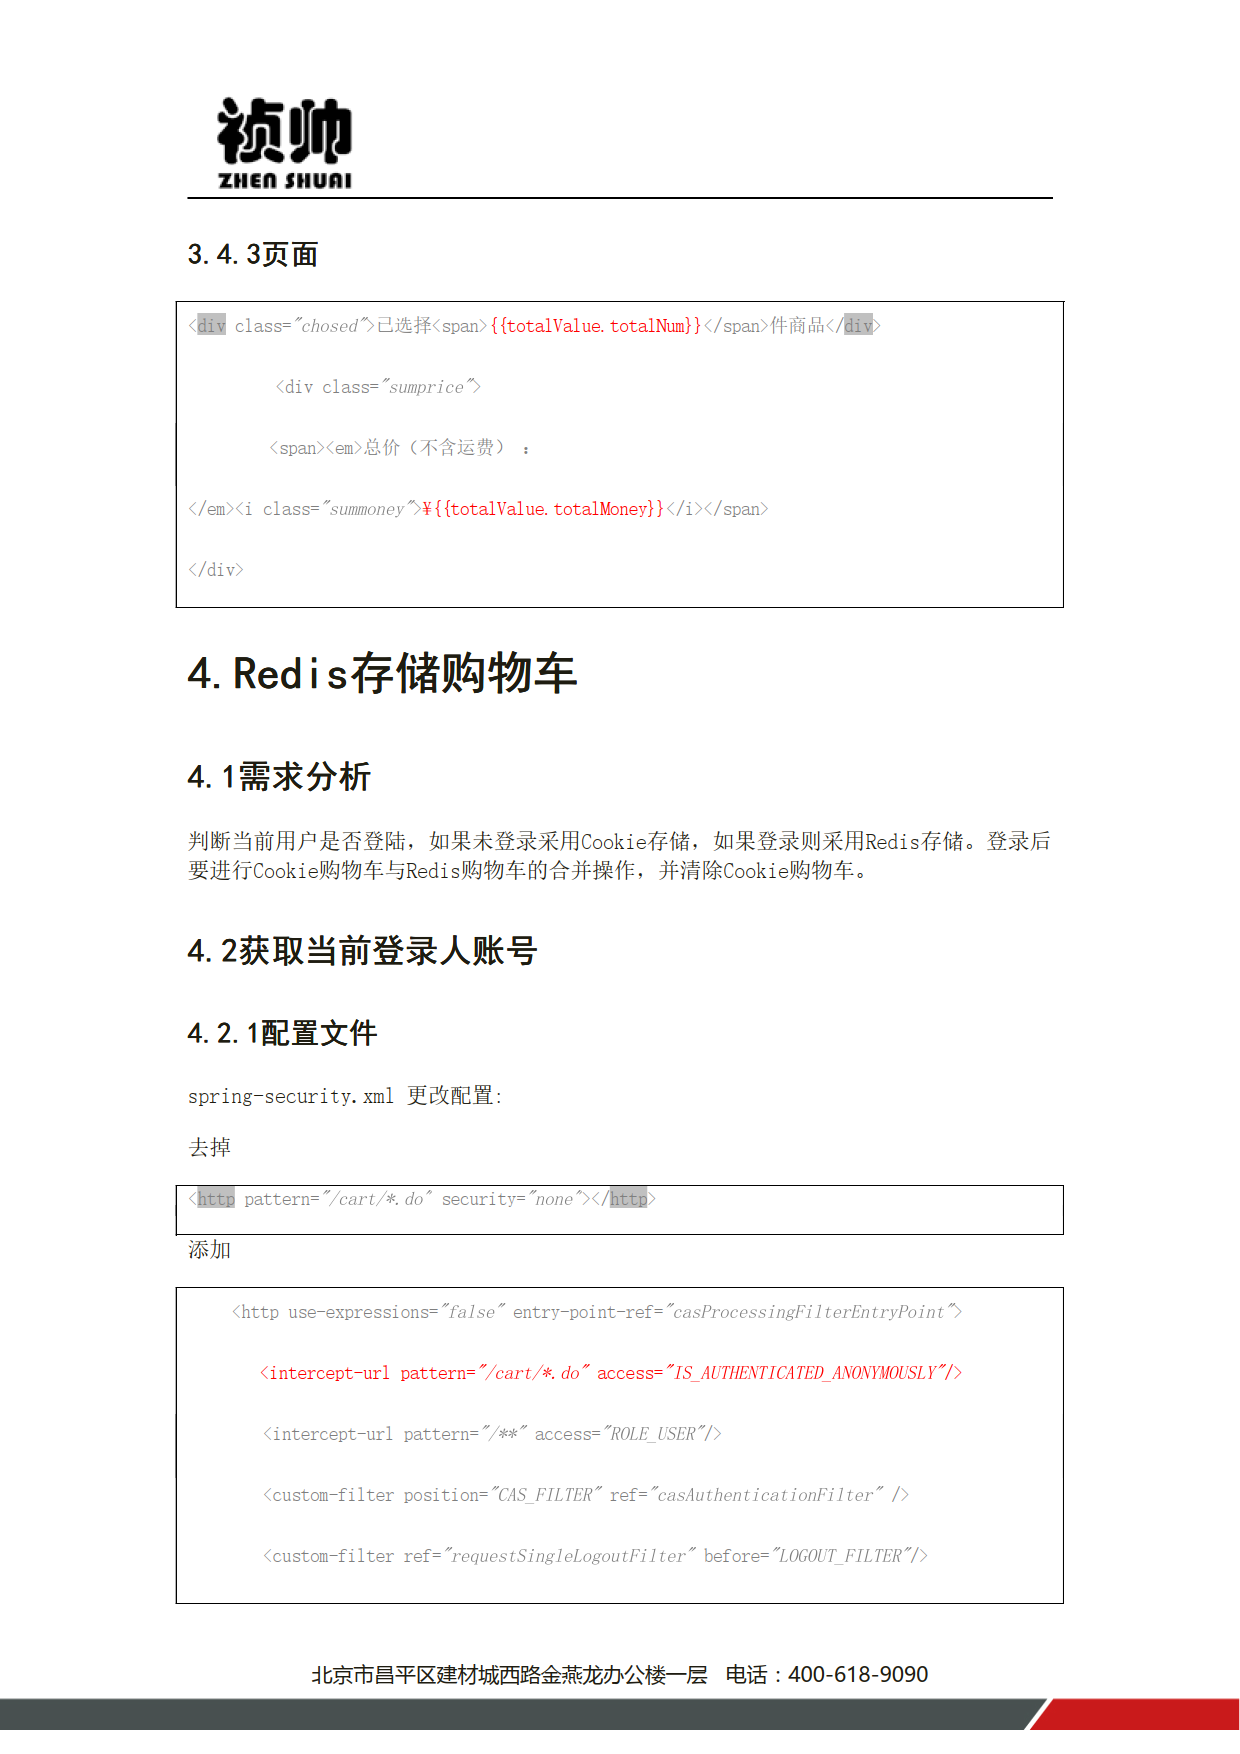 祯帅
ZHEN SHUAI
3.4.3页面
<div class="chosed">已选择<span>{{totalValue.totalNum}}</span>件商品</div>
<div class="sumprice">
<span><em>总价（不含运费） ：
</em><i class="summoney">¥{{totalValue.totalMoney}}</i></span>
</div>
4.Redis存储购物车
4.1需求分析
判断当前用户是否登陆，如果未登录采用Cookie存储，如果登录则采用Redis存储。登录后
要进行Cookie购物车与Redis购物车的合并操作，并清除Cookie购物车。
4.2获取当前登录人账号
4.2.1配置文件
spring-security.xml 更改配置:
去掉
<http pattern="/cart/*.do" security="none"></http>
添加
<http use-expressions="false" entry-point-ref="casProcessingFilterEntryPoint">
<intercept-url pattern="/cart/*.do" access="IS_AUTHENTICATED_ANONYMOUSLY"/>
<intercept-url pattern="/**" access="ROLE_USER"/>
<custom-filter position="CAS_FILTER" ref="casAuthenticationFilter" />
<custom-filter ref="requestSingleLogoutFilter" before="LOGOUT_FILTER"/>
北京市昌平区建材城西路金燕龙办公楼一层 电话：400-618-9090